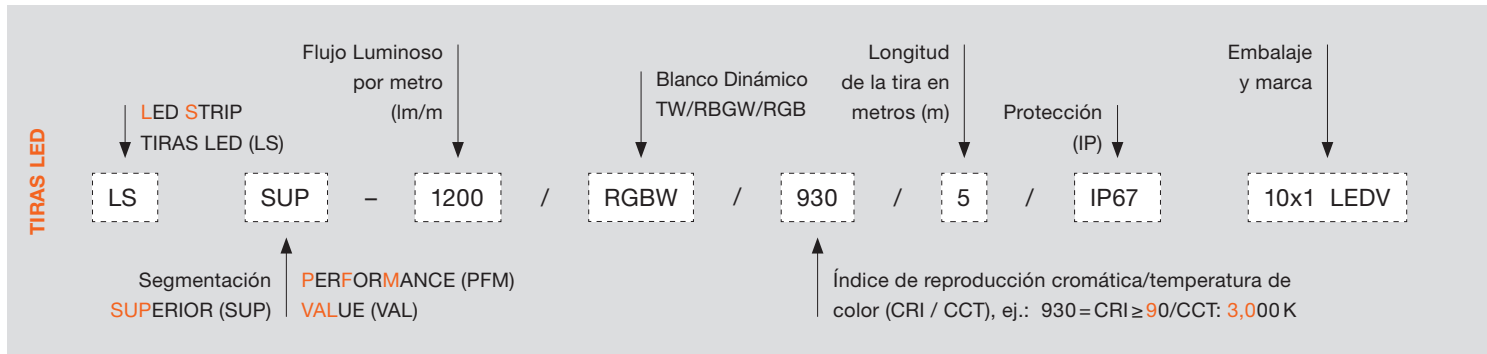 TIRAS LED
Flujo Luminoso
por metro
(lm/m
LED STRIP
TIRAS LED (LS)
Blanco Dinámico
TW/RBGW/RGB
Longitud
de la tira en
metros (m)
Protección
(IP)
Embalaje
y marca
LS SUP – 1200 / RGBW / 930 / 5 / IP67 10x1 LEDV
Segmentación
SUPERIOR (SUP)
PERFORMANCE (PFM)
VALUE (VAL)
Índice de reproducción cromática/temperatura de
color (CRI / CCT), ej.: 930=CRI≥90/CCT: 3,000K